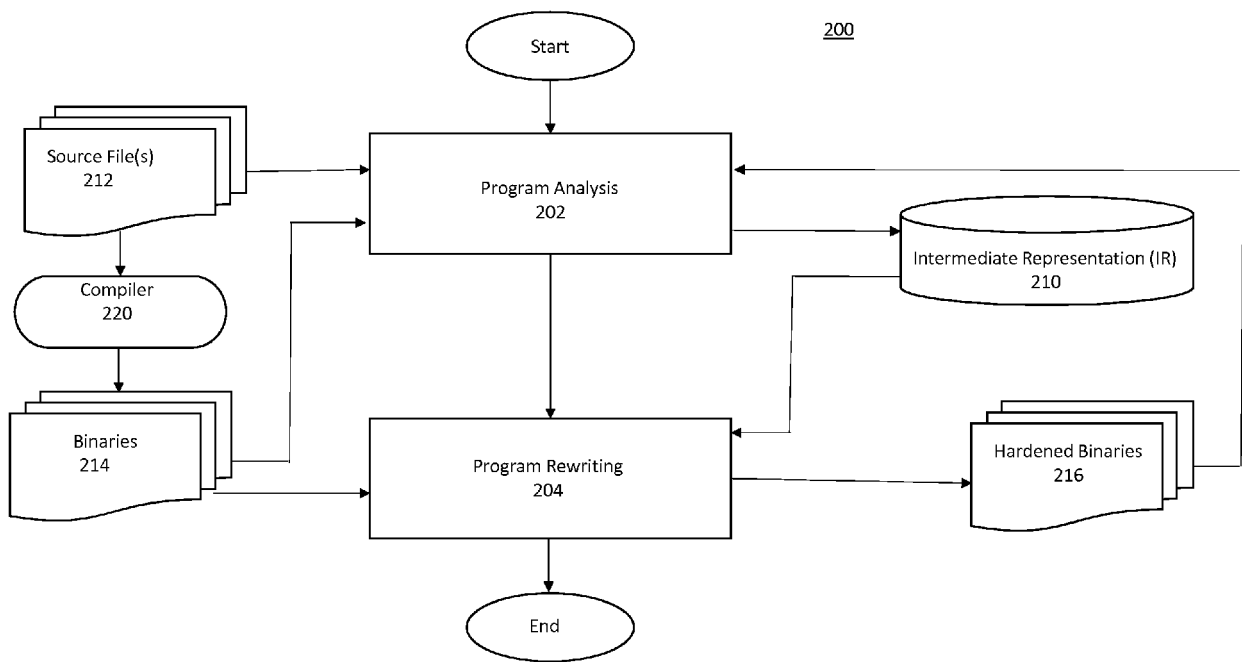 200
Start
Source File(s)
212
Program Analysis
202
Intermediate Representation (IR)
210
Compiler
220
Binaries
214
Program Rewriting
204
Hardened Binaries
216
End